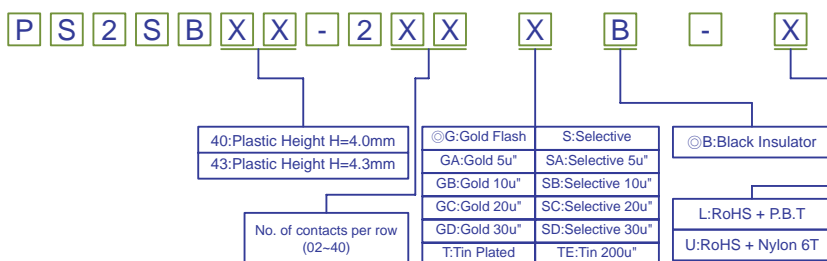 PS2SBXX-2XX X B - X
40:Plastic Height H=4.0mm
43:Plastic Height H=4.3mm
No. of contacts per row
(02~40)
◎G:Gold Flash S:Selective
GA:Gold 5u" SA:Selective 5u"
GB:Gold 10u" SB:Selective 10u"
GC:Gold 20u" SC:Selective 20u"
GD:Gold 30u" SD:Selective 30u"
T:Tin Plated TE:Tin 200u"
◎B:Black Insulator
L:RoHS + P.B.T
U:RoHS + Nylon 6T